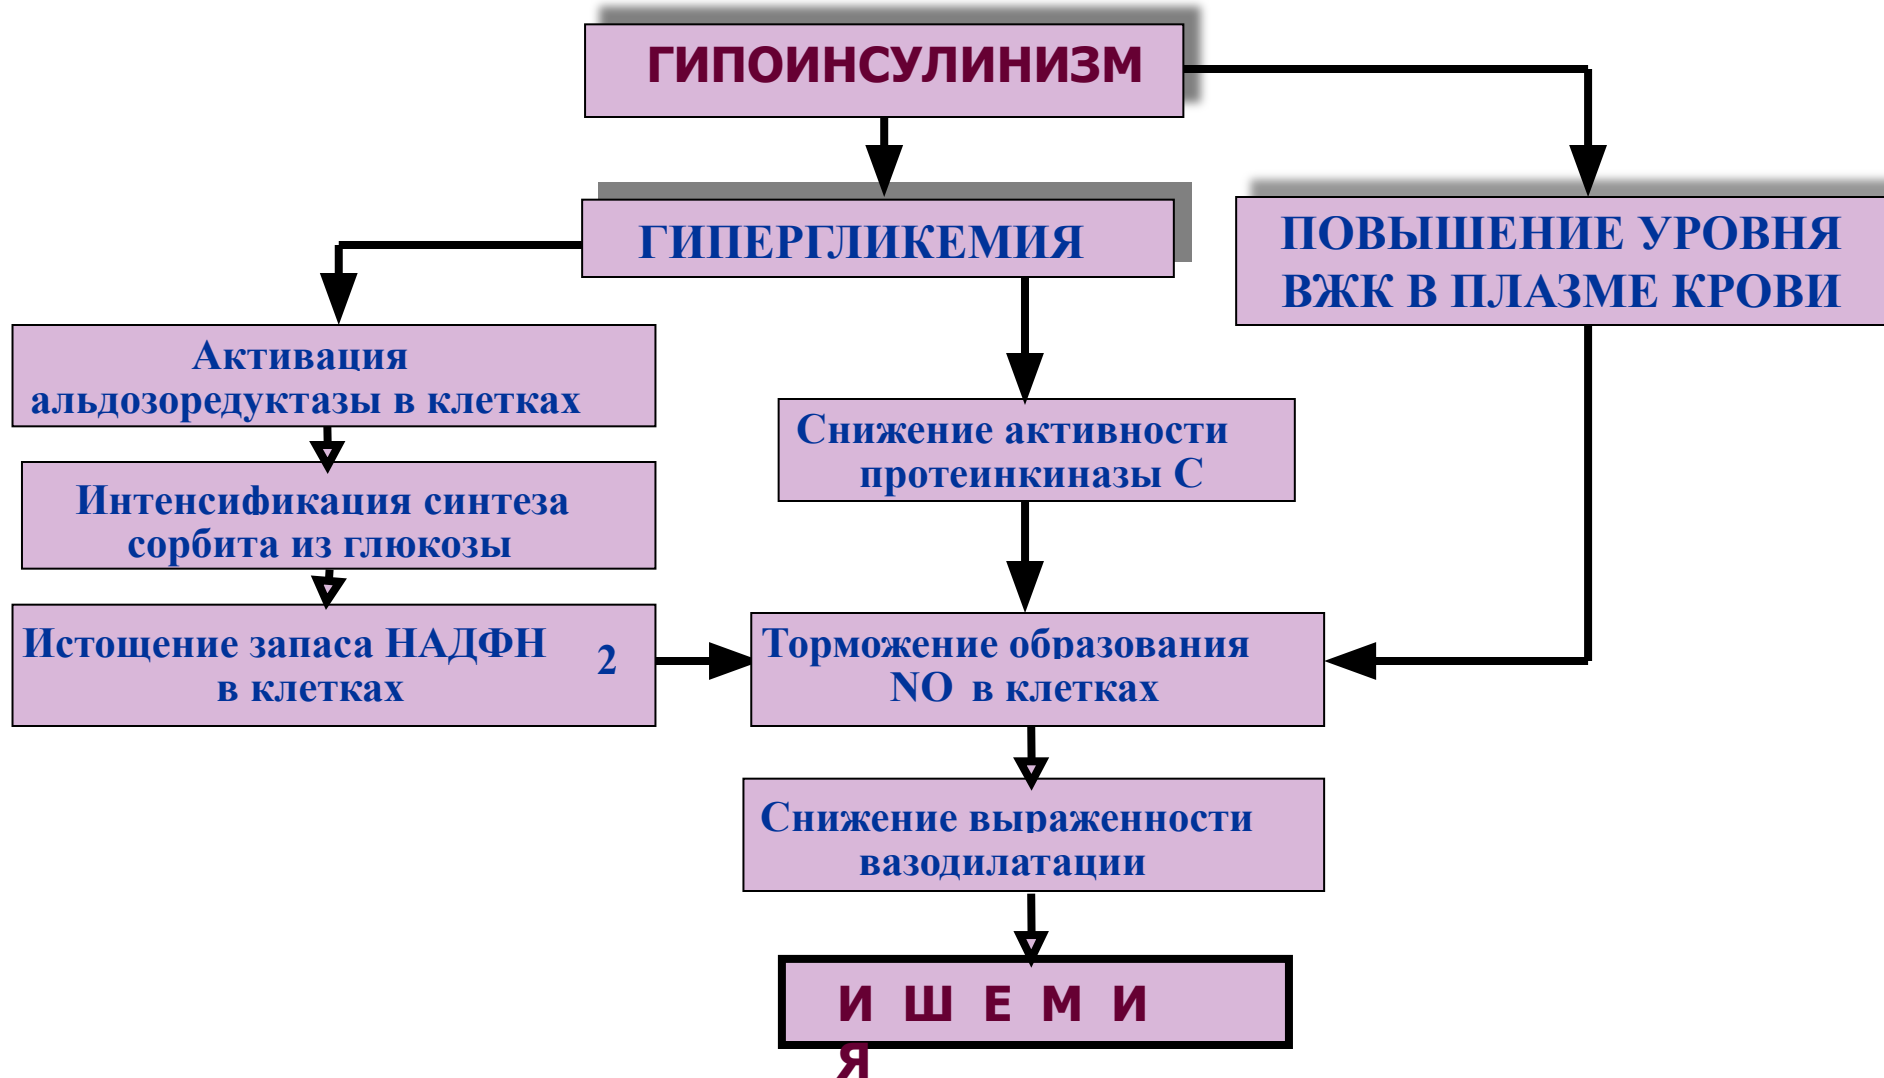 ГИПОИНСУЛИНИЗМ
ГИПЕРГЛИКЕМИЯ
ПОВЫШЕНИЕ УРОВНЯ
ВЖК В ПЛАЗМЕ КРОВИ
Активация
альдозоредуктазы в клетках
Снижение активности
протеинкиназы С
Интенсификация синтеза
сорбита из глюкозы
Истощение запаса НАДФН 2
в клетках
Торможение образования
NO в клетках
Снижение выраженности
вазодилатации
И Ш Е М И
Я